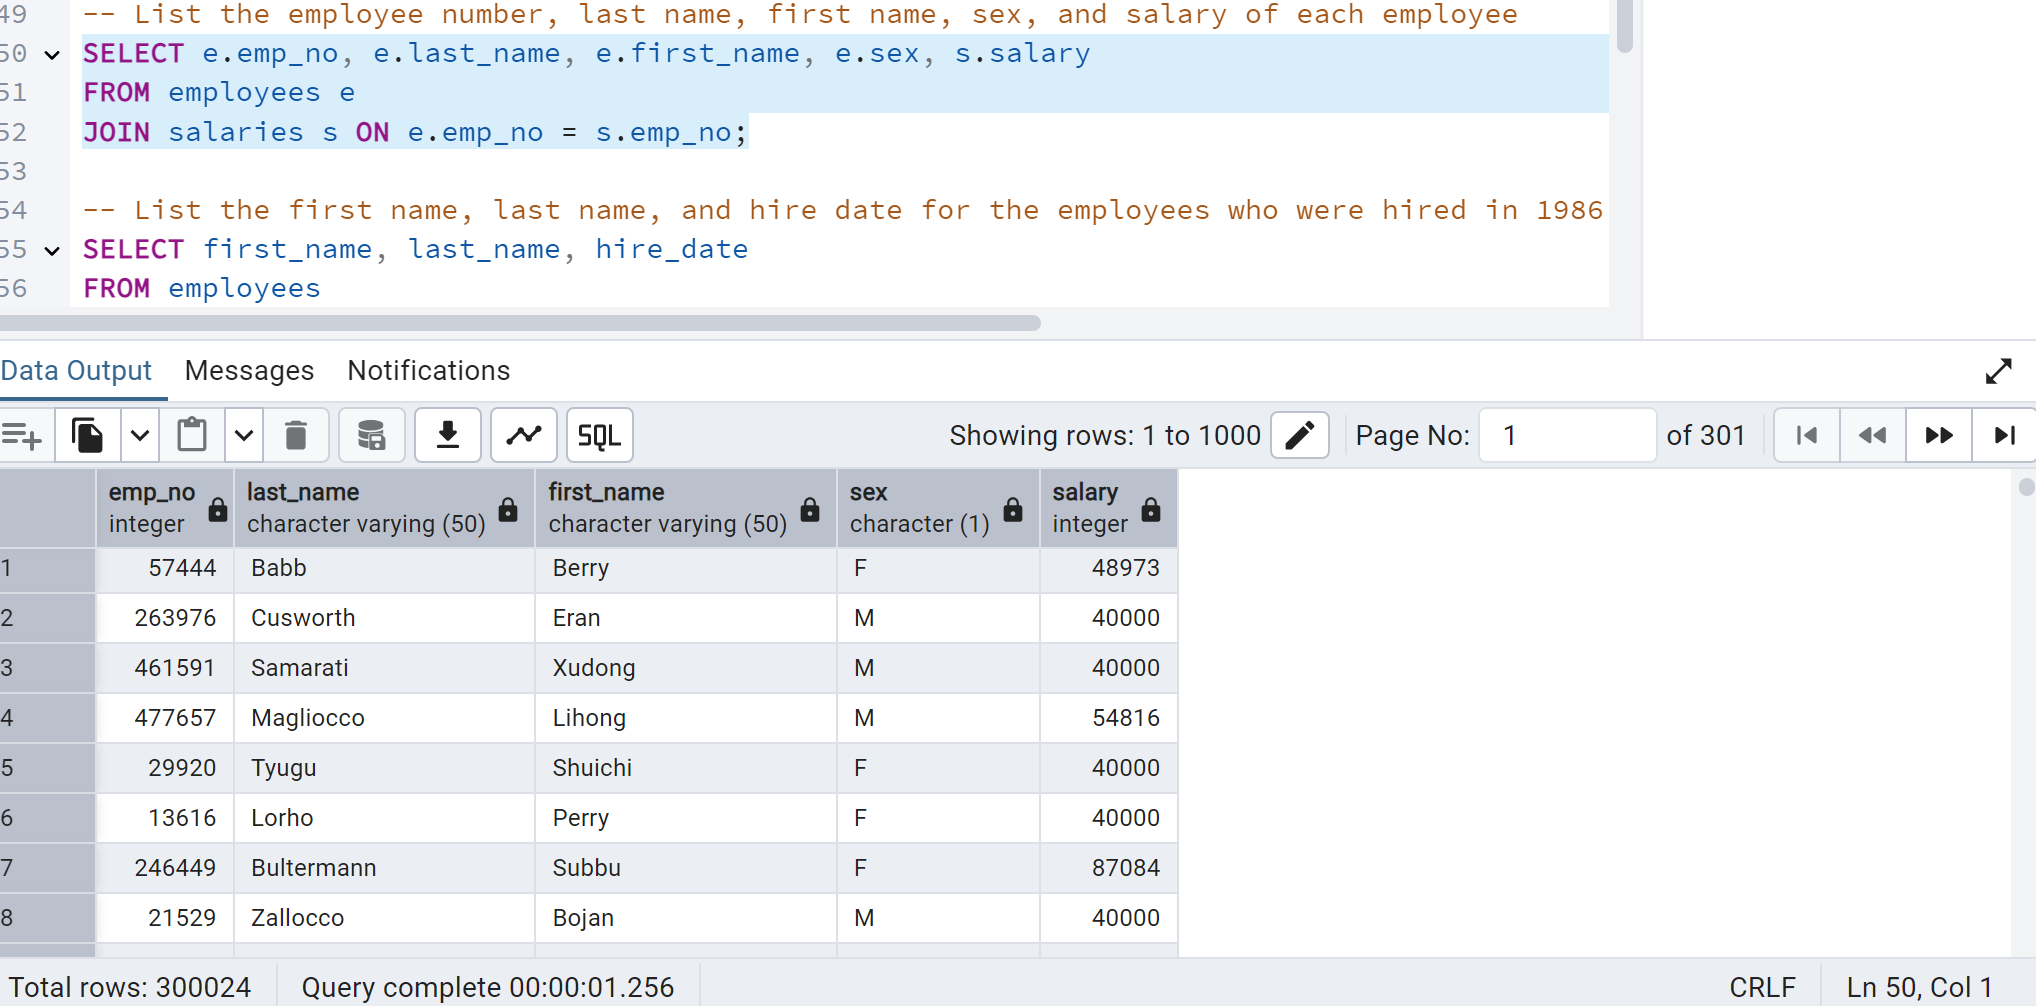 49 -- List the employee number, last name, first name, sex, and salary of each employee
50 SELECT e.emp_no, e.last_name, e.first_name, e.sex, s.salary
51 FROM employees e
52 JOIN salaries s ON e.emp_no = s.emp_no;
53
54 -- List the first name, last name, and hire date for the employees who were hired in 1986
55 SELECT first_name, last_name, hire_date
56 FROM employees
Data Output Messages Notifications
SQL Showing rows: 1 to 1000 Page No: 1 of 301
emp_no last_name first_name sex salary
integer character varying (50) character varying (50) character (1) integer
1 57444 Babb Berry F 48973
2 263976 Cusworth Eran M 40000
3 461591 Samarati Xudong M 40000
4 477657 Magliocco Lihong M 54816
5 29920 Tyugu Shuichi F 40000
6 13616 Lorho Perry F 40000
7 246449 Bultermann Subbu F 87084
8 21529 Zallocco Bojan M 40000
Total rows: 300024 Query complete 00:00:01.256 CRLF Ln 50, Col 1